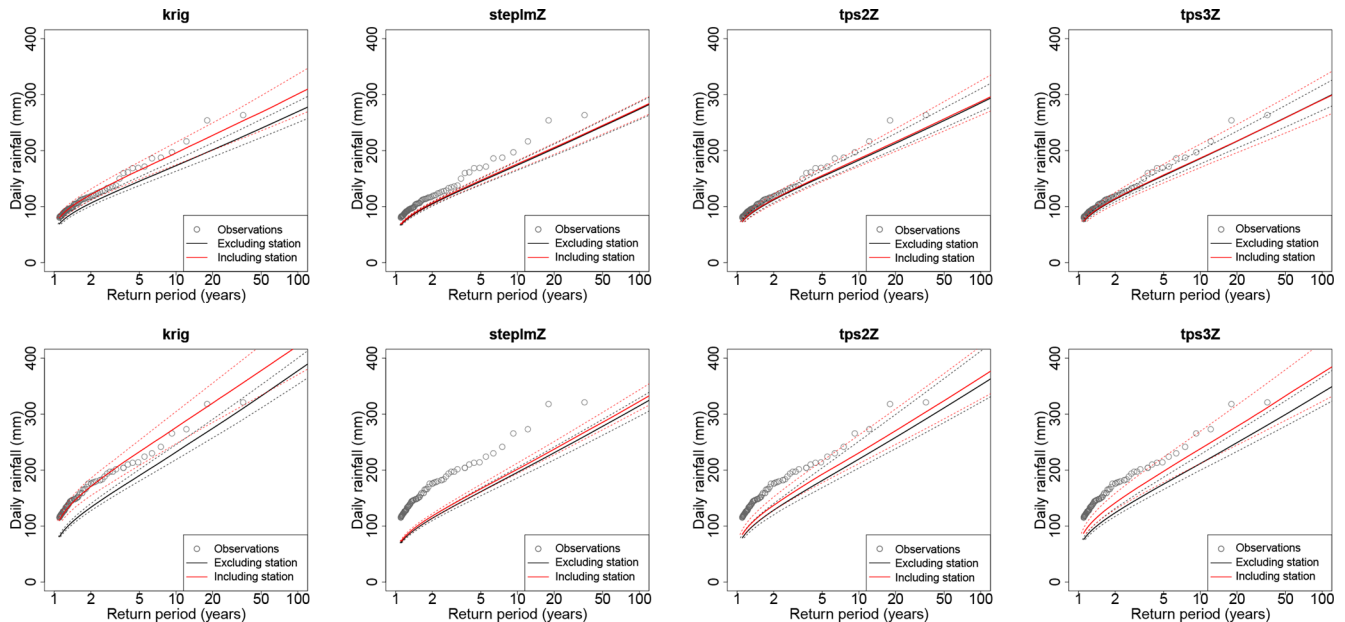 krig
Daily rainfall (mm)
400
300
200
100
0
Observations
Excluding station
Including station
1 2 5 10 20 50 100
Return period (years)
steplmZ
Daily rainfall (mm)
400
300
200
100
0
Observations
Excluding station
Including station
1 2 5 10 20 50 100
Return period (years)
tps2Z
Daily rainfall (mm)
400
300
200
100
0
Observations
Excluding station
Including station
1 2 5 10 20 50 100
Return period (years)
tps3Z
Daily rainfall (mm)
400
300
200
100
0
Observations
Excluding station
Including station
1 2 5 10 20 50 100
Return period (years)
krig
Daily rainfall (mm)
400
300
200
100
0
Observations
Excluding station
Including station
1 2 5 10 20 50 100
Return period (years)
steplmZ
Daily rainfall (mm)
400
300
200
100
0
Observations
Excluding station
Including station
1 2 5 10 20 50 100
Return period (years)
tps2Z
Daily rainfall (mm)
400
300
200
100
0
Observations
Excluding station
Including station
1 2 5 10 20 50 100
Return period (years)
tps3Z
Daily rainfall (mm)
400
300
200
100
0
Observations
Excluding station
Including station
1 2 5 10 20 50 100
Return period (years)